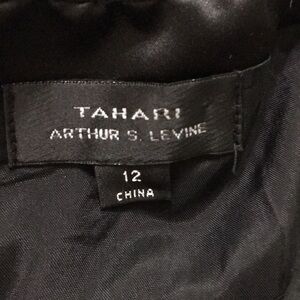 TAHARI
ARTHUR S. LEVINE
12
CHINA